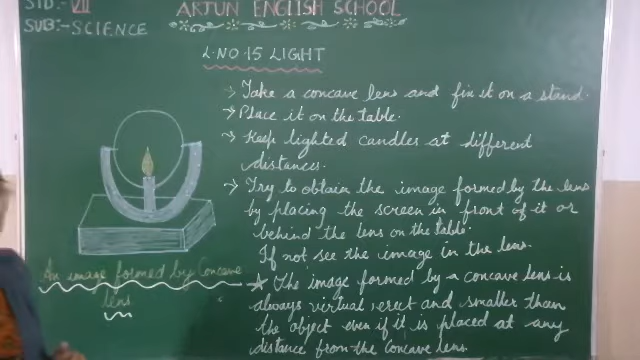 STD:- VII
ARTUN ENGLISH SCHOOL
SUB:- SCIENCE
L.NO.15 LIGHT
→ Take a concave lens and fix it on a stand.
→ Place it on the table.
→ Keep lighted candles at different
distances.
→ Try to obtain the image formed by the lens
by placing the screen in front of it or
behind the lens on the table.
If not see the image in the lens.
An image formed by Concave
lens
☆ The image formed by a concave lens is
always virtual, erect and smaller than
the object even if it is placed at any
distance from the concave lens.